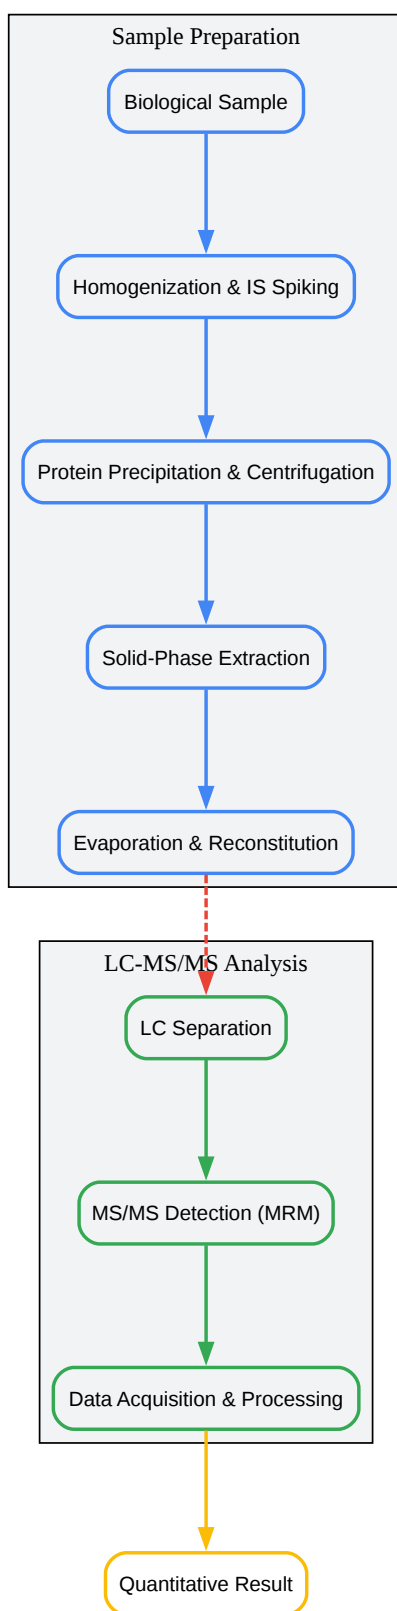 Sample Preparation
Biological Sample
Homogenization & IS Spiking
Protein Precipitation & Centrifugation
Solid-Phase Extraction
Evaporation & Reconstitution
LC-MS/MS Analysis
LC Separation
MS/MS Detection (MRM)
Data Acquisition & Processing
Quantitative Result